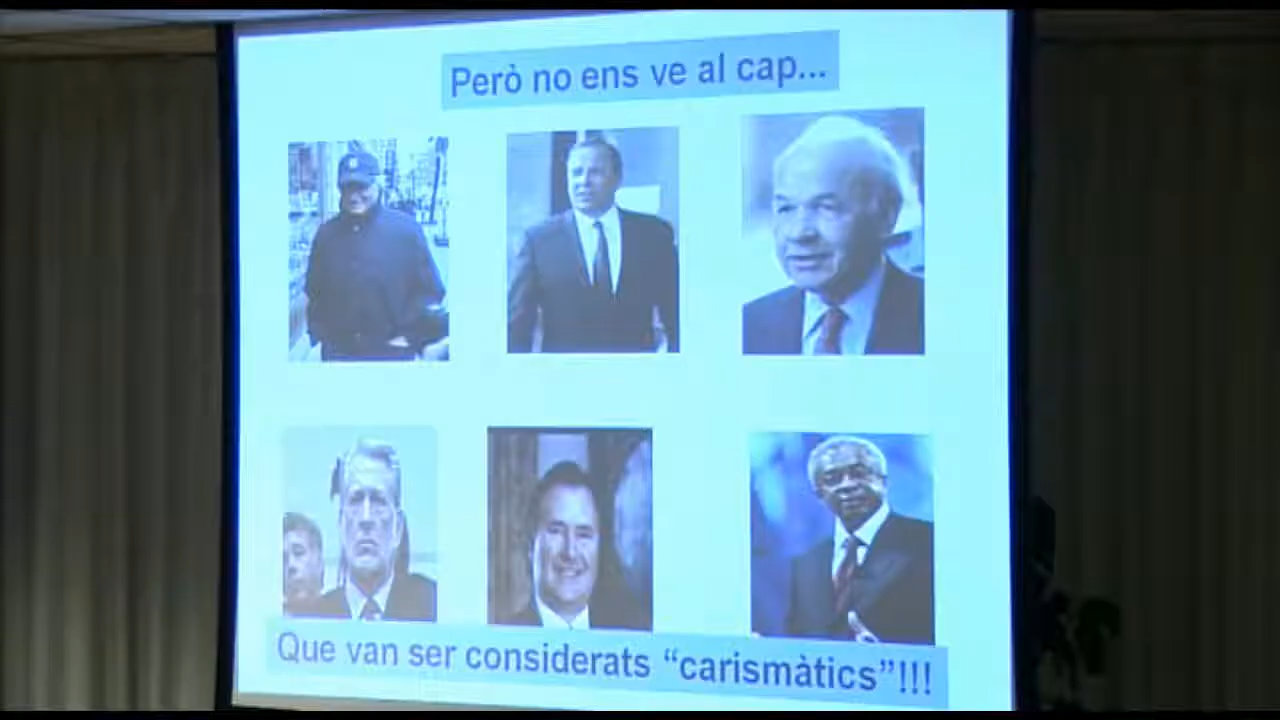 Però no ens ve al cap...
Que van ser considerats “carismàtics”!!!